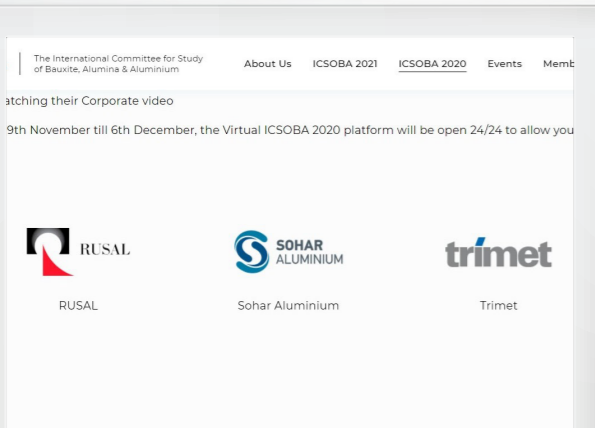 The International Committee for Study
of Bauxite, Alumina & Aluminium
About Us ICSOBA 2021 ICSOBA 2020 Events Memb
atching their Corporate video
9th November till 6th December, the Virtual ICSOBA 2020 platform will be open 24/24 to allow you
RUSAL
SOHAR
ALUMINIUM
trimet
RUSAL Sohar Aluminium Trimet